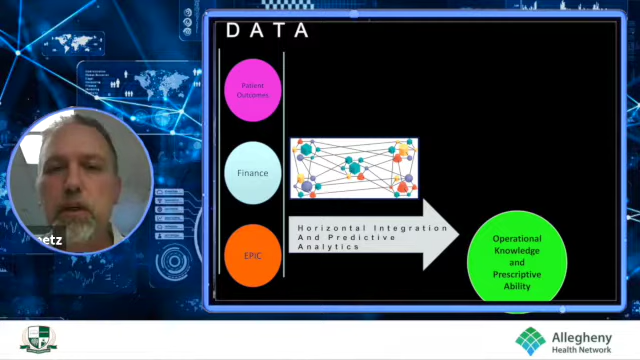 DATA
Patient
Outcomes
Finance
EPIC
Horizontal Integration
And Predictive
Analytics
Operational
Knowledge
and
Prescriptive
Ability
etz
Allegheny
Health Network